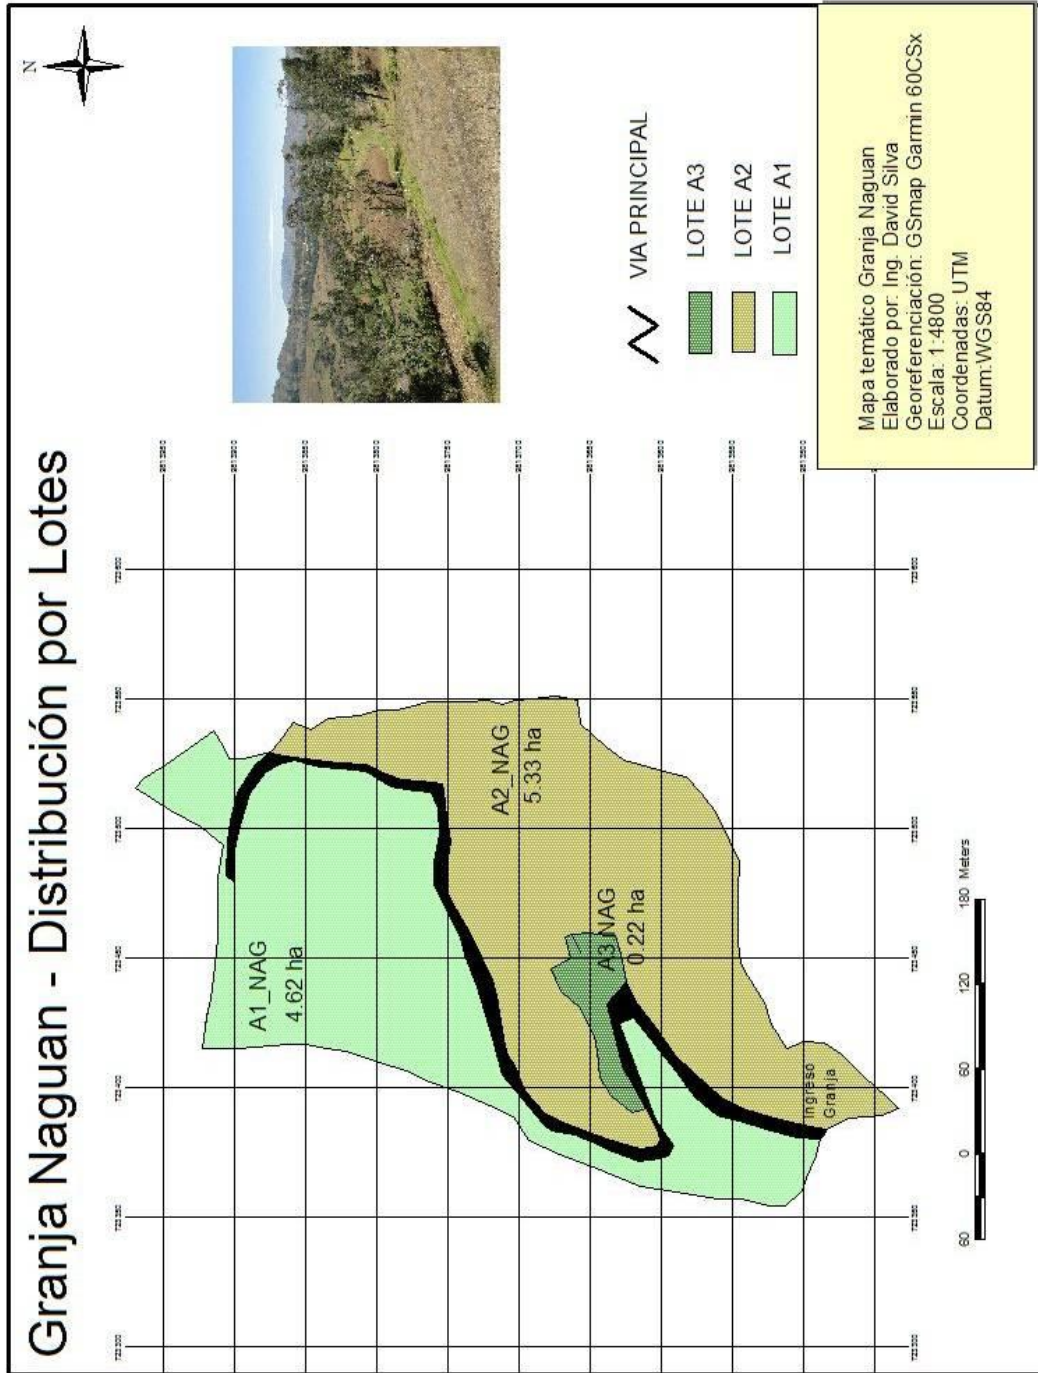 Granja Naguan - Distribución por Lotes
N
A1_NAG
4.62 ha
A2_NAG
5.33 ha
A3_NAG
0.22 ha
Ingreso
Granja
VIA PRINCIPAL
LOTE A3
LOTE A2
LOTE A1
60 0 60 120 180 Meters
Mapa temático Granja Naguan
Elaborado por: Ing. David Silva
Georeferenciación: GSmap Garmin 60CSx
Escala: 1:4800
Coordenadas: UTM
Datum:WGS84